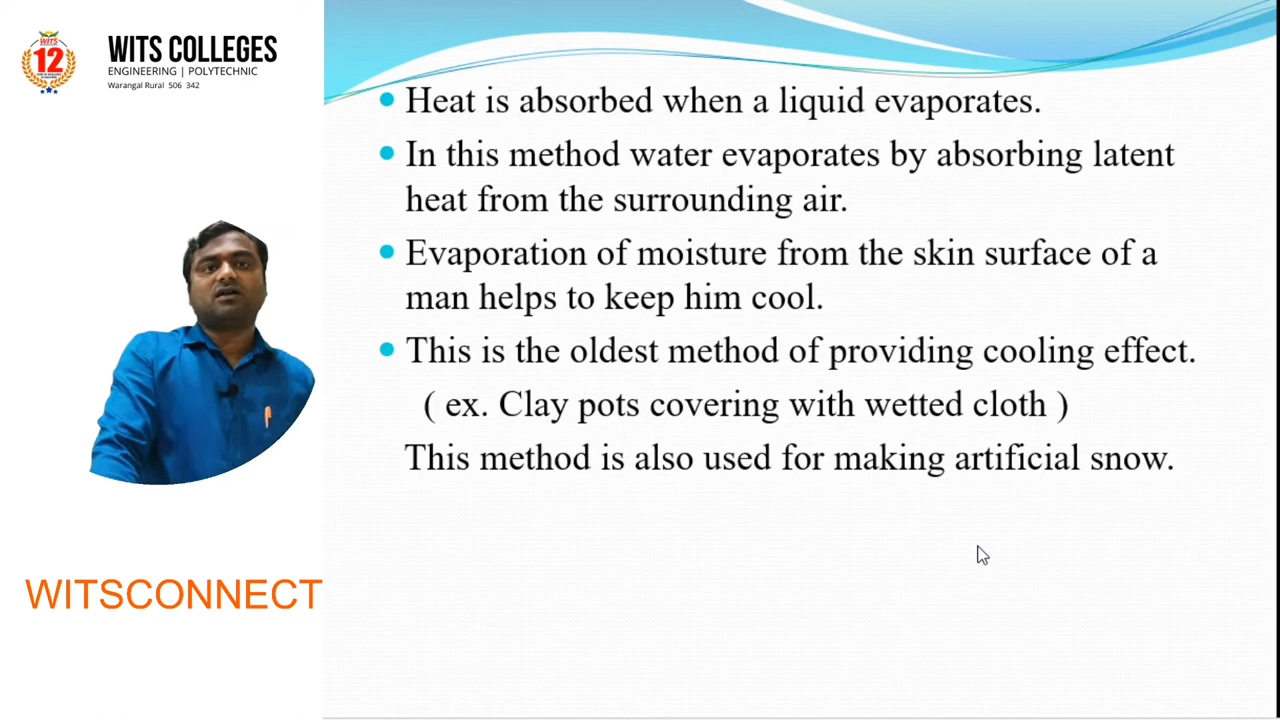 WITS
12
WITS COLLEGES
ENGINEERING | POLYTECHNIC
Warangal Rural 506 342
Heat is absorbed when a liquid evaporates.
In this method water evaporates by absorbing latent
heat from the surrounding air.
Evaporation of moisture from the skin surface of a
man helps to keep him cool.
This is the oldest method of providing cooling effect.
( ex. Clay pots covering with wetted cloth )
This method is also used for making artificial snow.
WITSCONNECT